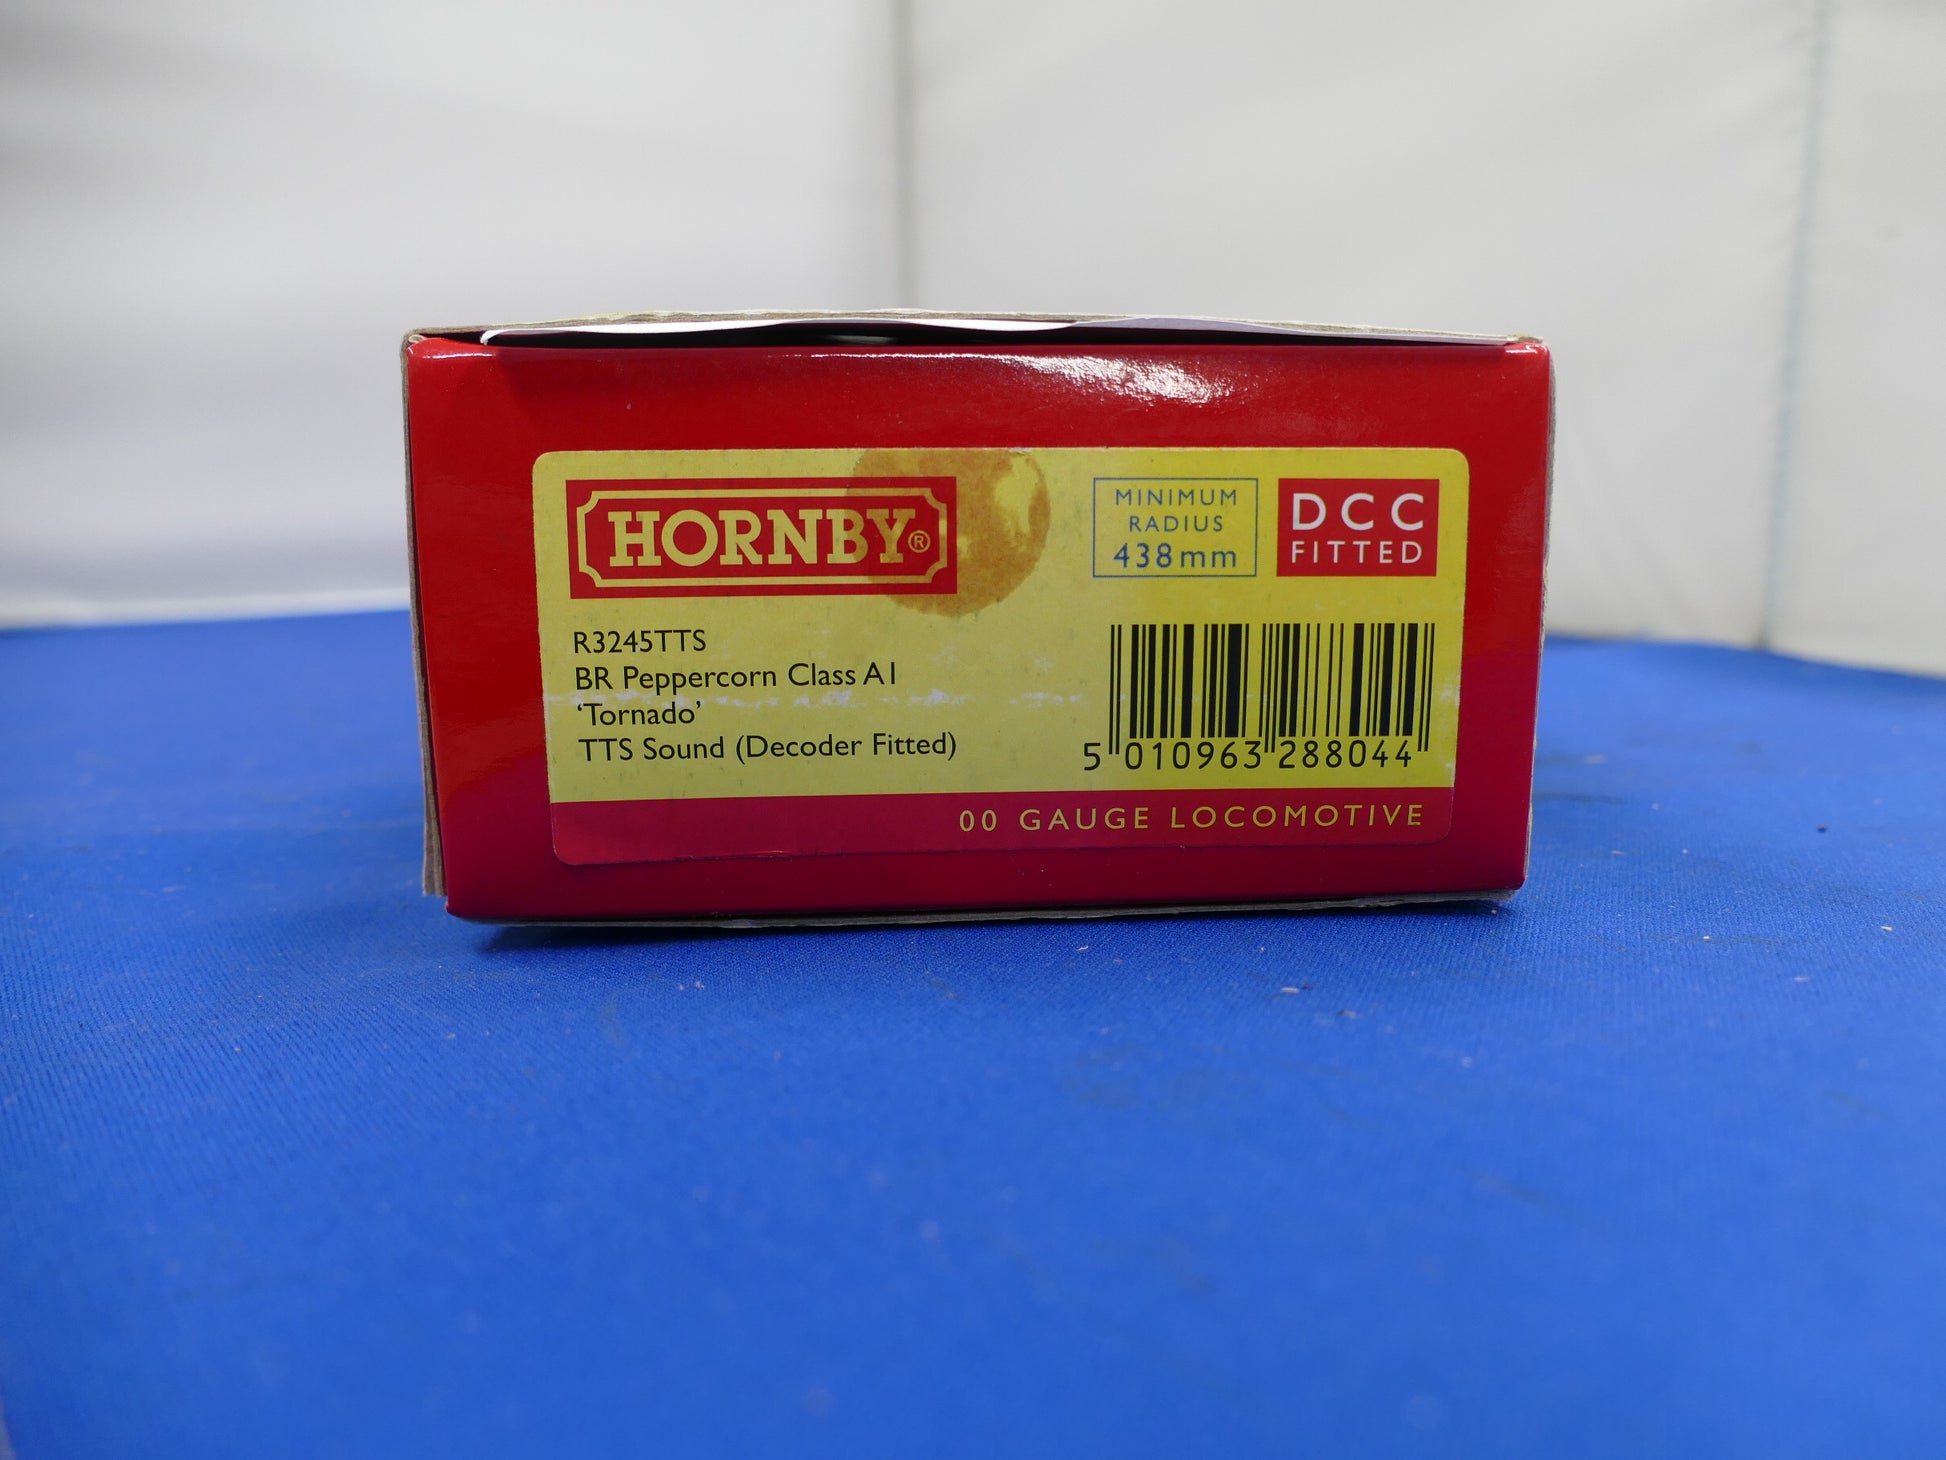 HORNBY®
MINIMUM
RADIUS
438mm
DCC
FITTED
R3245TTS
BR Peppercorn Class A1
‘Tornado’
TTS Sound (Decoder Fitted)
5 010963 288044
00 GAUGE LOCOMOTIVE